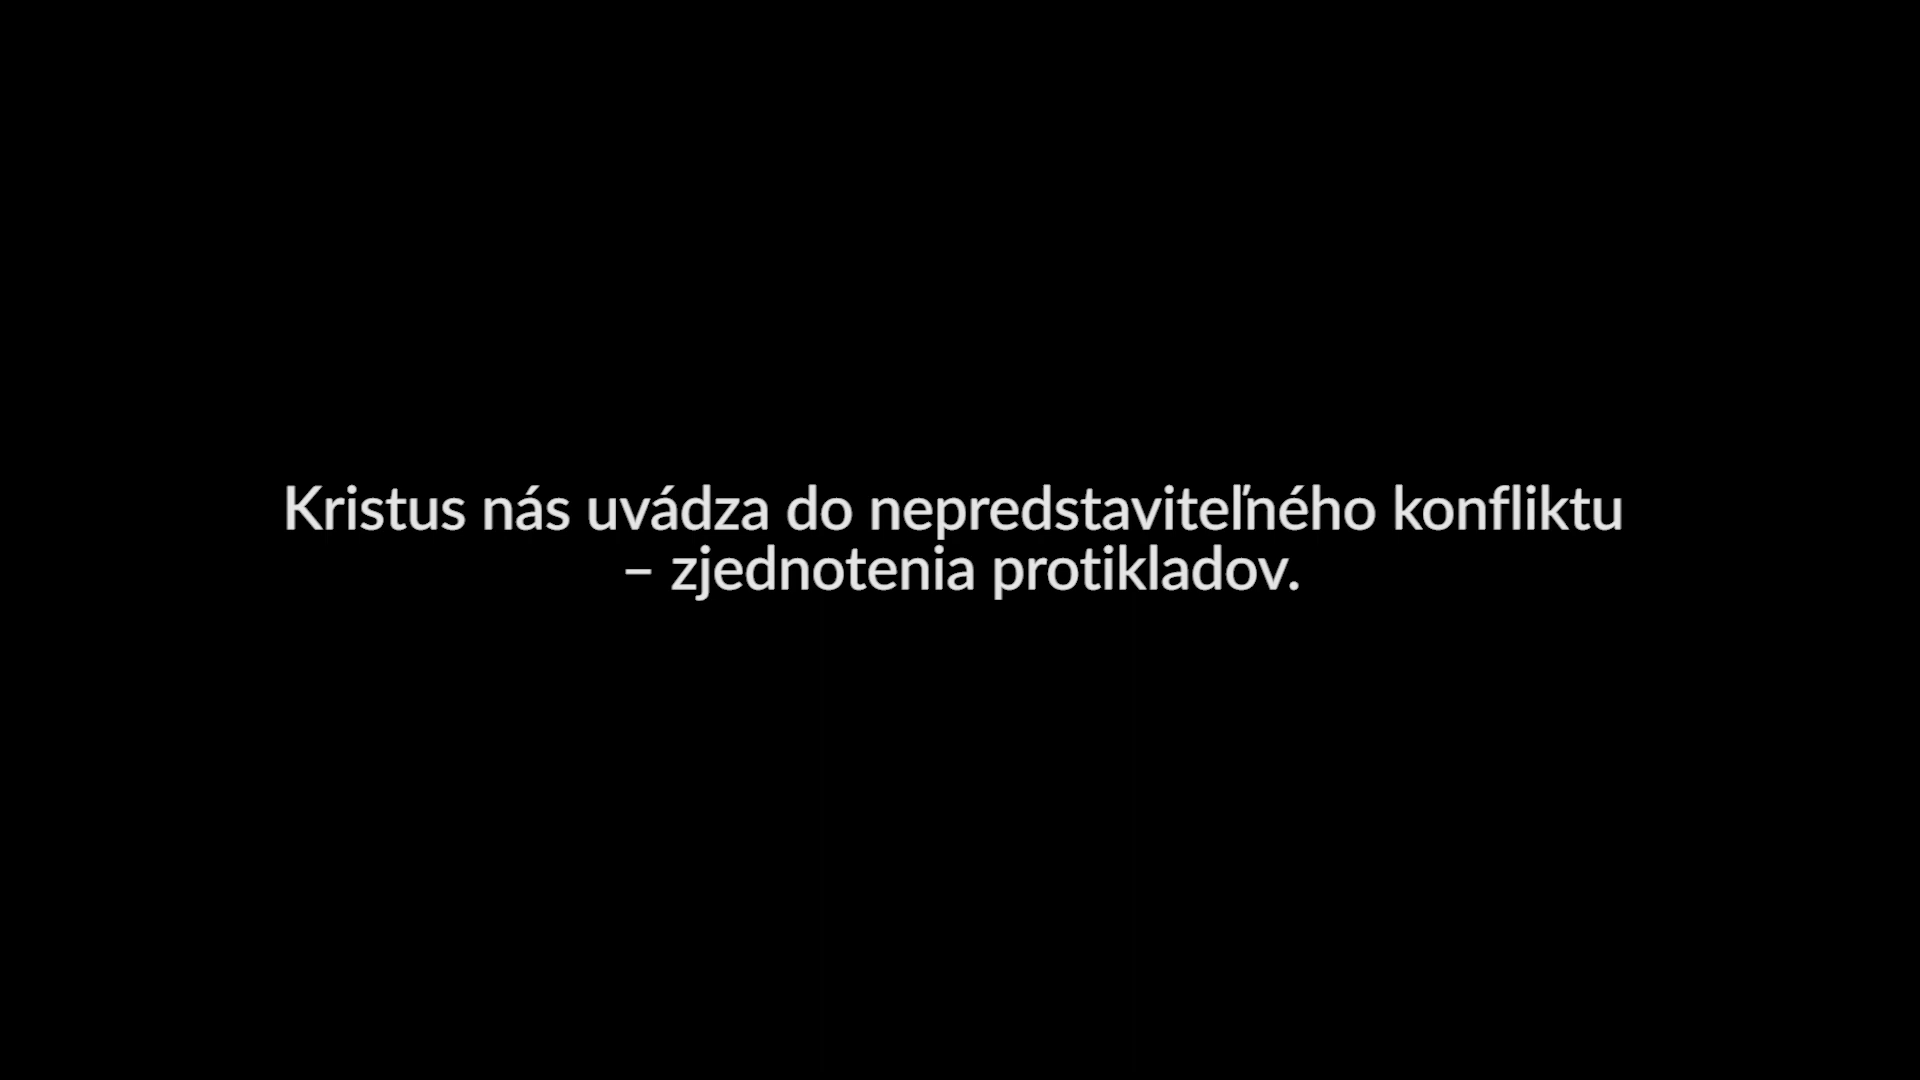 Kristus nás uvádza do nepredstaviteľného konfliktu
– zjednotenia protikladov.